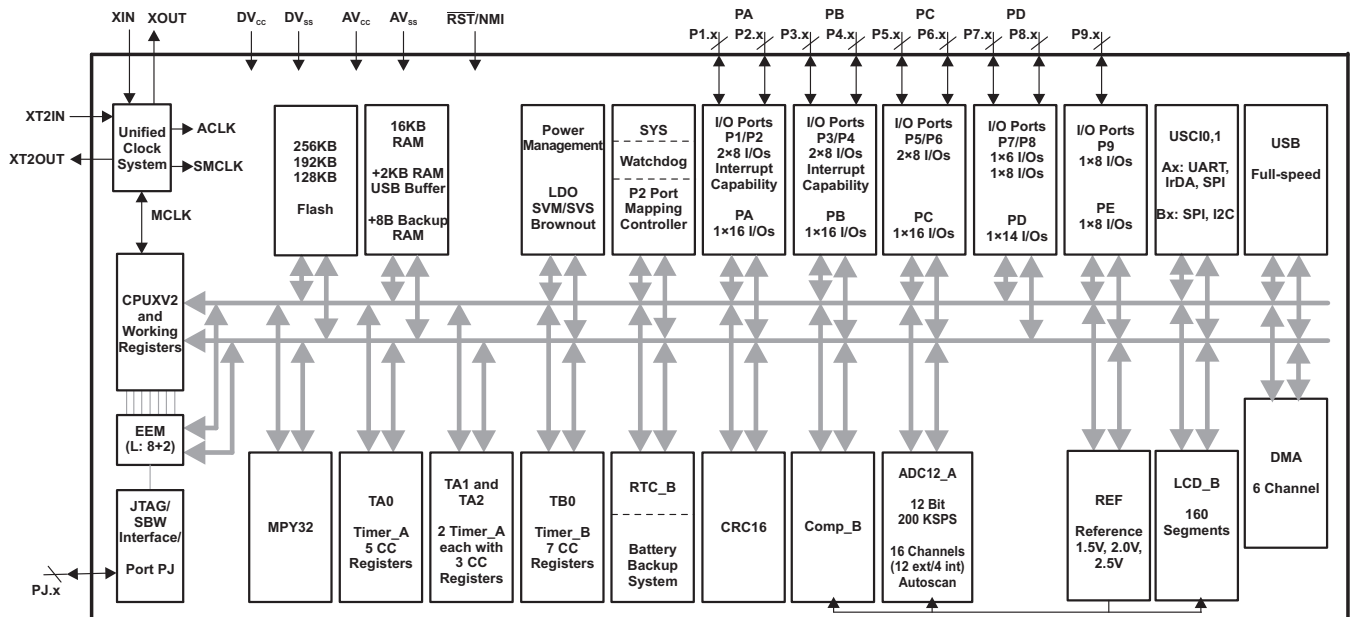 XIN XOUT DVCC DVSS AVCC AVSS RST/NMI PA PB PC PD
P1.x P2.x P3.x P4.x P5.x P6.x P7.x P8.x P9.x
XT2IN
XT2OUT
Unified
Clock
System
ACLK
SMCLK
MCLK
256KB
192KB
128KB
Flash
16KB
RAM
+2KB RAM
USB Buffer
+8B Backup
RAM
Power
Management
LDO
SVM/SVS
Brownout
SYS
Watchdog
P2 Port
Mapping
Controller
I/O Ports
P1/P2
2×8 I/Os
Interrupt
Capability
PA
1×16 I/Os
I/O Ports
P3/P4
2×8 I/Os
Interrupt
Capability
PB
1×16 I/Os
I/O Ports
P5/P6
2×8 I/Os
PC
1×16 I/Os
I/O Ports
P7/P8
1×6 I/Os
1×8 I/Os
PD
1×14 I/Os
I/O Ports
P9
1×8 I/Os
PE
1×8 I/Os
USCI0,1
Ax: UART,
IrDA, SPI
Bx: SPI, I2C
USB
Full-speed
CPUXV2
and
Working
Registers
EEM
(L: 8+2)
JTAG/
SBW
Interface/
Port PJ
PJ.x
MPY32
TA0
Timer_A
5 CC
Registers
TA1 and
TA2
2 Timer_A
each with
3 CC
Registers
TB0
Timer_B
7 CC
Registers
RTC_B
Battery
Backup
System
CRC16
Comp_B
ADC12_A
12 Bit
200 KSPS
16 Channels
(12 ext/4 int)
Autoscan
REF
Reference
1.5V, 2.0V,
2.5V
LCD_B
160
Segments
DMA
6 Channel